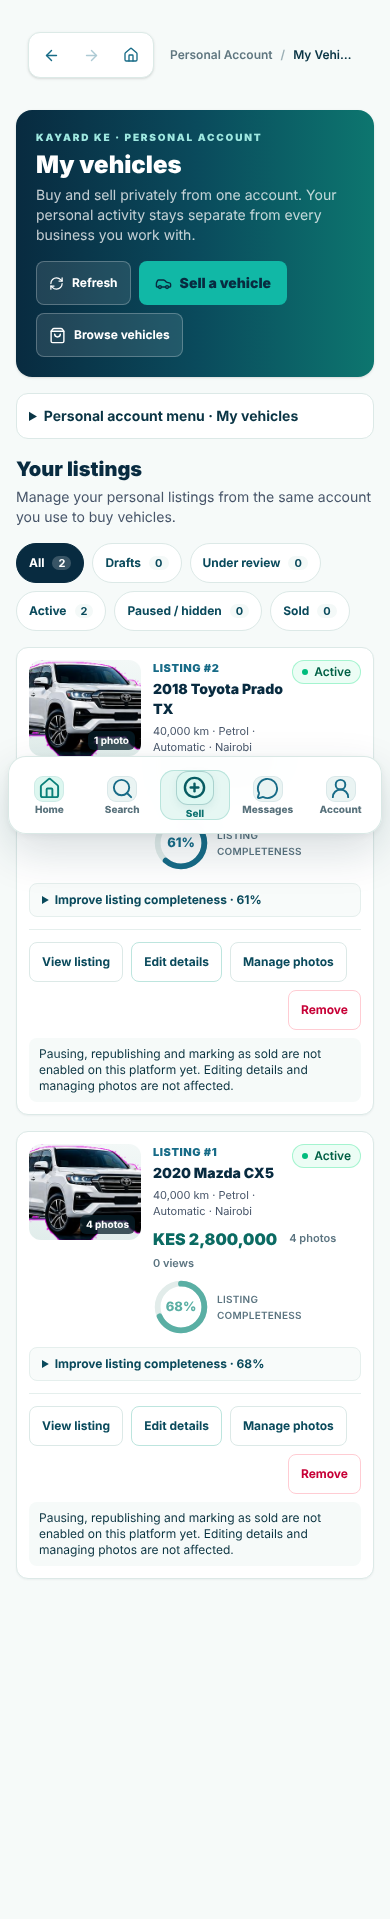 Personal Account / My Vehi...
KAYARD KE · PERSONAL ACCOUNT
My vehicles
Buy and sell privately from one account. Your
personal activity stays separate from every
business you work with.
Refresh
Sell a vehicle
Browse vehicles
Personal account menu · My vehicles
Your listings
Manage your personal listings from the same account
you use to buy vehicles.
All 2
Drafts 0
Under review 0
Active 2
Paused / hidden 0
Sold 0
LISTING #2
Active
2018 Toyota Prado
TX
40,000 km · Petrol ·
Automatic · Nairobi
1 photo
Home
Search
Sell
Messages
Account
61%
LISTING
COMPLETENESS
Improve listing completeness · 61%
View listing
Edit details
Manage photos
Remove
Pausing, republishing and marking as sold are not
enabled on this platform yet. Editing details and
managing photos are not affected.
LISTING #1
Active
2020 Mazda CX5
40,000 km · Petrol ·
Automatic · Nairobi
4 photos
KES 2,800,000
4 photos
0 views
68%
LISTING
COMPLETENESS
Improve listing completeness · 68%
View listing
Edit details
Manage photos
Remove
Pausing, republishing and marking as sold are not
enabled on this platform yet. Editing details and
managing photos are not affected.